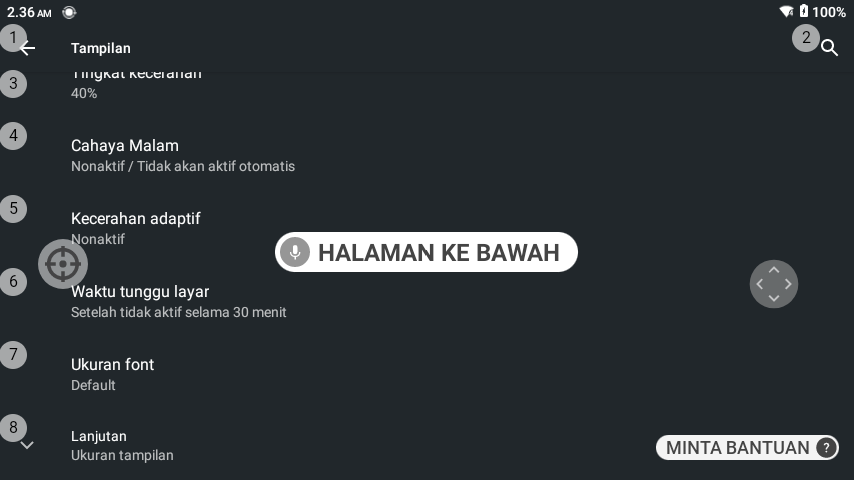 2.36 AM
100%
1
Tampilan
2
3
Tingkat kecerahan
40%
4
Cahaya Malam
Nonaktif / Tidak akan aktif otomatis
5
Kecerahan adaptif
Nonaktif
HALAMAN KE BAWAH
6
Waktu tunggu layar
Setelah tidak aktif selama 30 menit
7
Ukuran font
Default
8
Lanjutan
Ukuran tampilan
MINTA BANTUAN ?